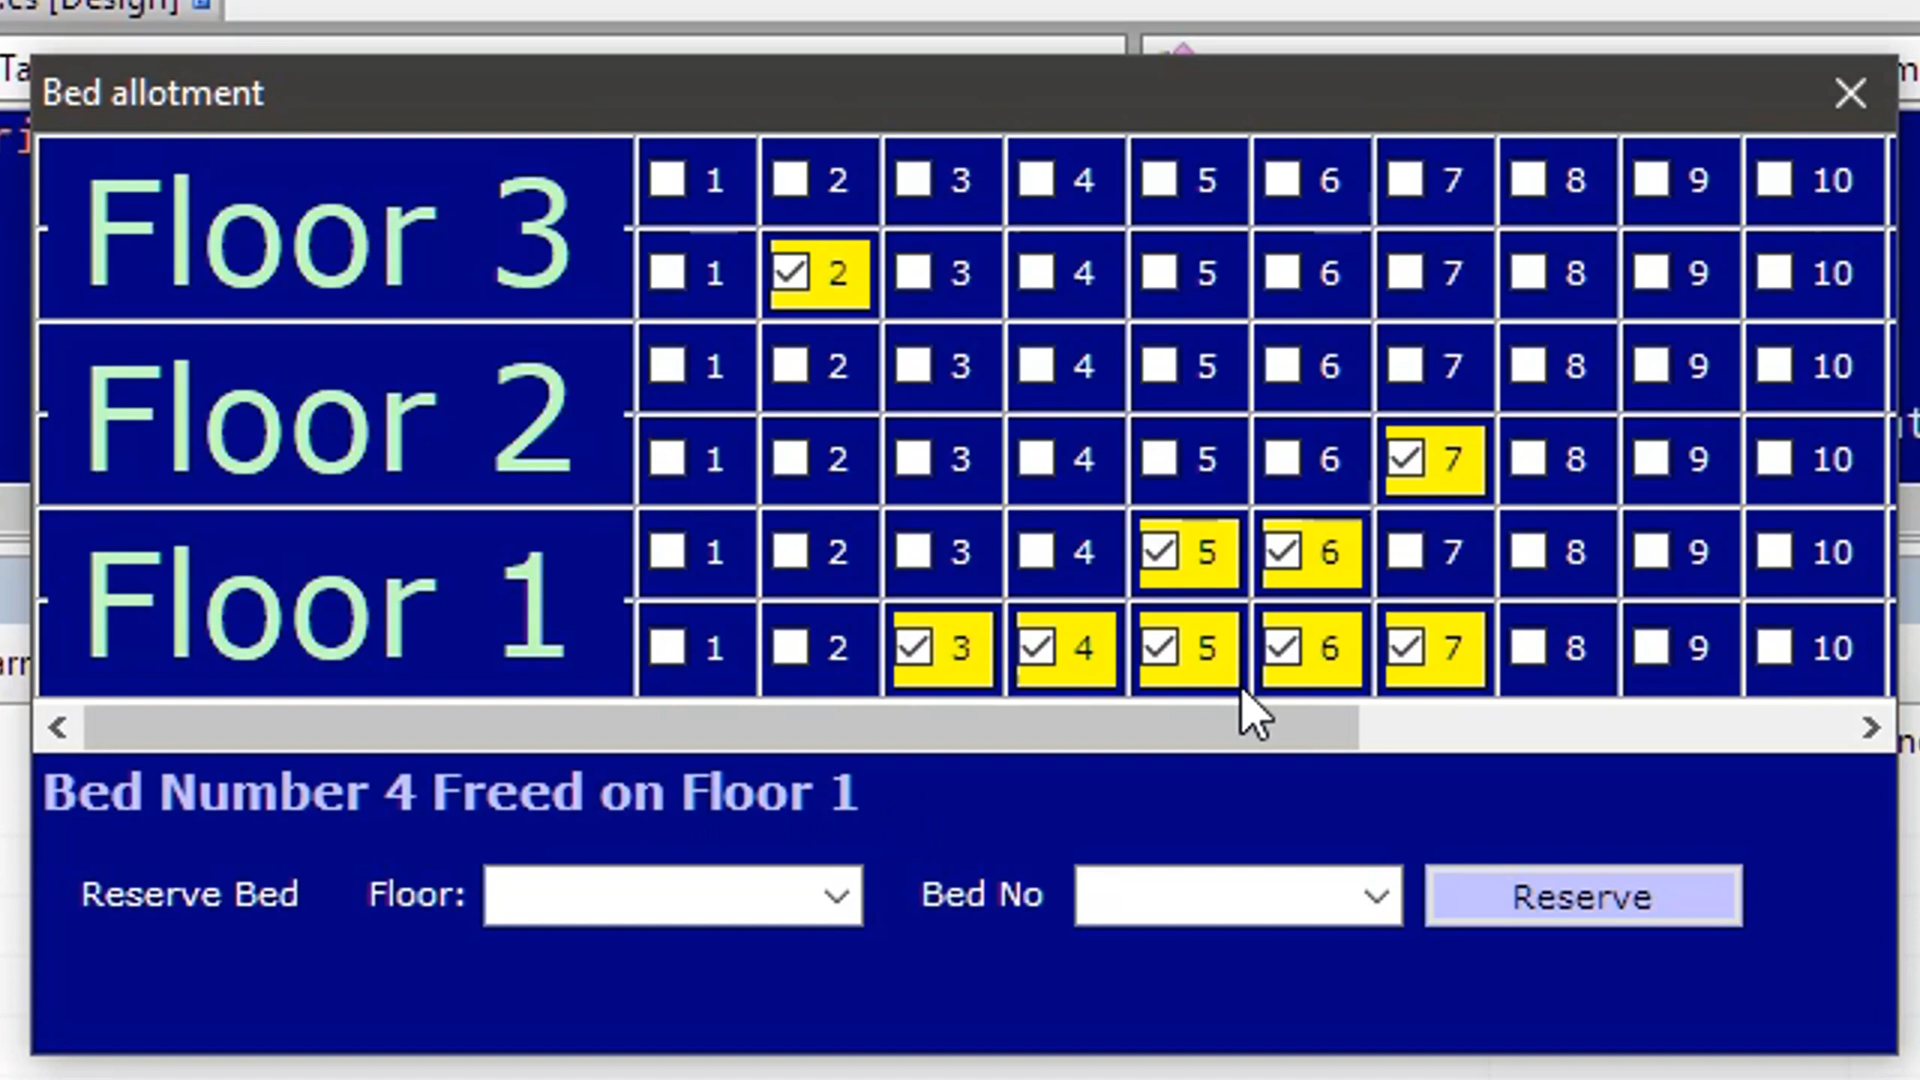 .cs [Design]
Ta
Bed allotment
Floor 3
1 2 3 4 5 6 7 8 9 10
1 2 3 4 5 6 7 8 9 10
Floor 2
1 2 3 4 5 6 7 8 9 10
1 2 3 4 5 6 7 8 9 10
Floor 1
1 2 3 4 5 6 7 8 9 10
1 2 3 4 5 6 7 8 9 10
Bed Number 4 Freed on Floor 1
Reserve Bed Floor: Bed No Reserve